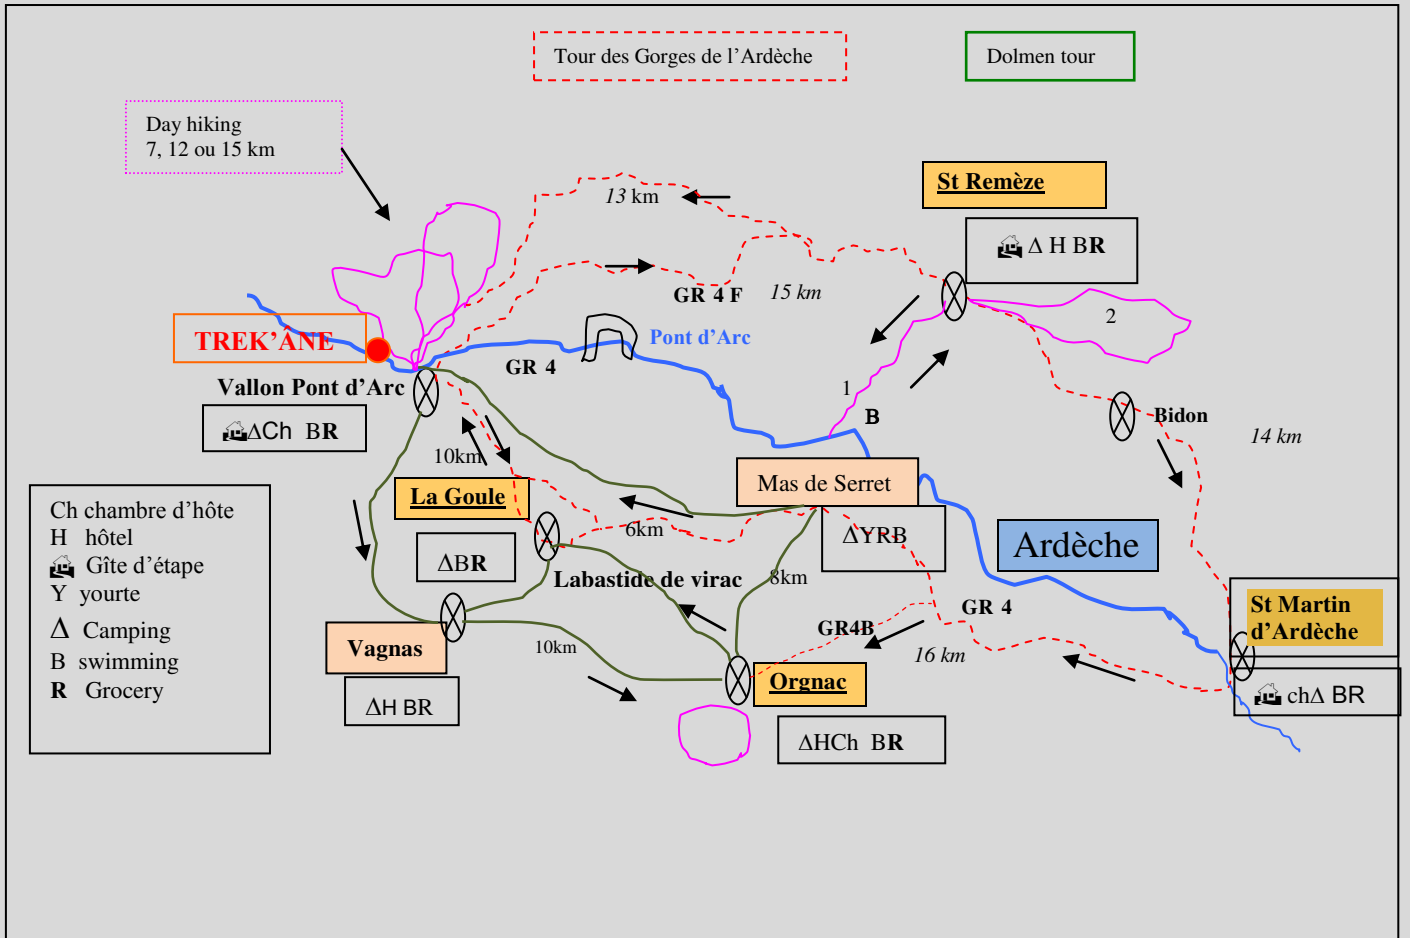 Tour des Gorges de l'Ardèche
Dolmen tour
Day hiking
7, 12 ou 15 km
13 km
St Remèze
Δ H BR
GR 4 F
15 km
2
TREK'ÂNE
Pont d'Arc
GR 4
Vallon Pont d'Arc
1
B
Bidon
ΔCh BR
14 km
10km
La Goule
Mas de Serret
6km
ΔYRB
Ardèche
ΔBR
Labastide de virac
8km
Ch chambre d'hôte
H hôtel
Gîte d'étape
Y yourte
Δ Camping
B swimming
R Grocery
GR 4
St Martin
d'Ardèche
GR4B
Vagnas
10km
16 km
Orgnac
chΔ BR
ΔH BR
ΔHCh BR